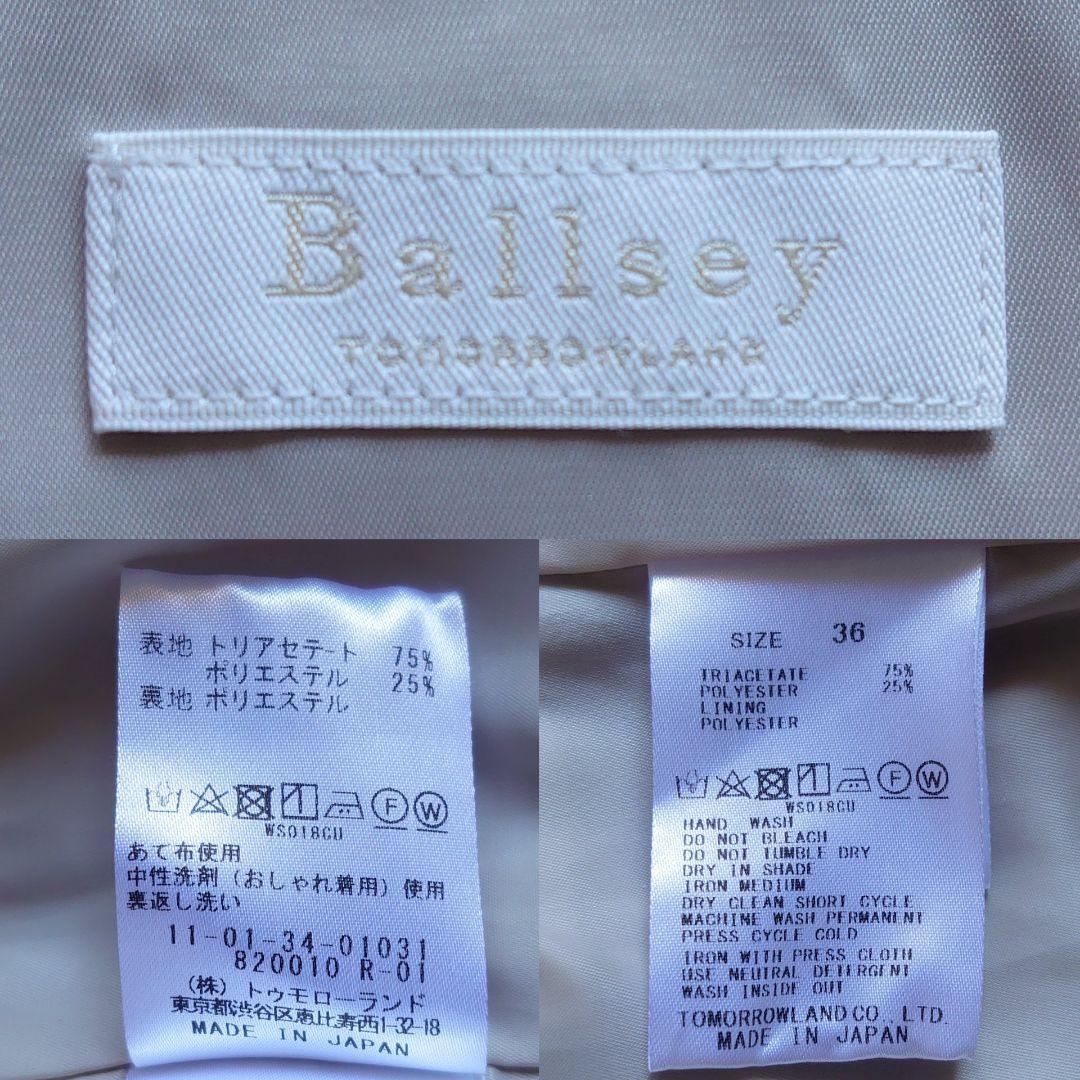 Ballsey
TOMORROWLAND
表地 トリアセテート 75%
ポリエステル 25%
裏地 ポリエステル
F W
WS018CU
あて布使用
中性洗剤（おしゃれ着用）使用
裏返し洗い
11-01-34-01031
820010 R-01
(株) トゥモローランド
東京都渋谷区恵比寿西1-32-18
MADE IN JAPAN
SIZE 36
TRIACETATE 75%
POLYESTER 25%
LINING
POLYESTER
F W
WS018CU
HAND WASH
DO NOT BLEACH
DO NOT TUMBLE DRY
DRY IN SHADE
IRON MEDIUM
DRY CLEAN SHORT CYCLE
MACHINE WASH PERMANENT
PRESS CYCLE COLD
IRON WITH PRESS CLOTH
USE NEUTRAL DETERGENT
WASH INSIDE OUT
TOMORROWLAND CO., LTD.
MADE IN JAPAN